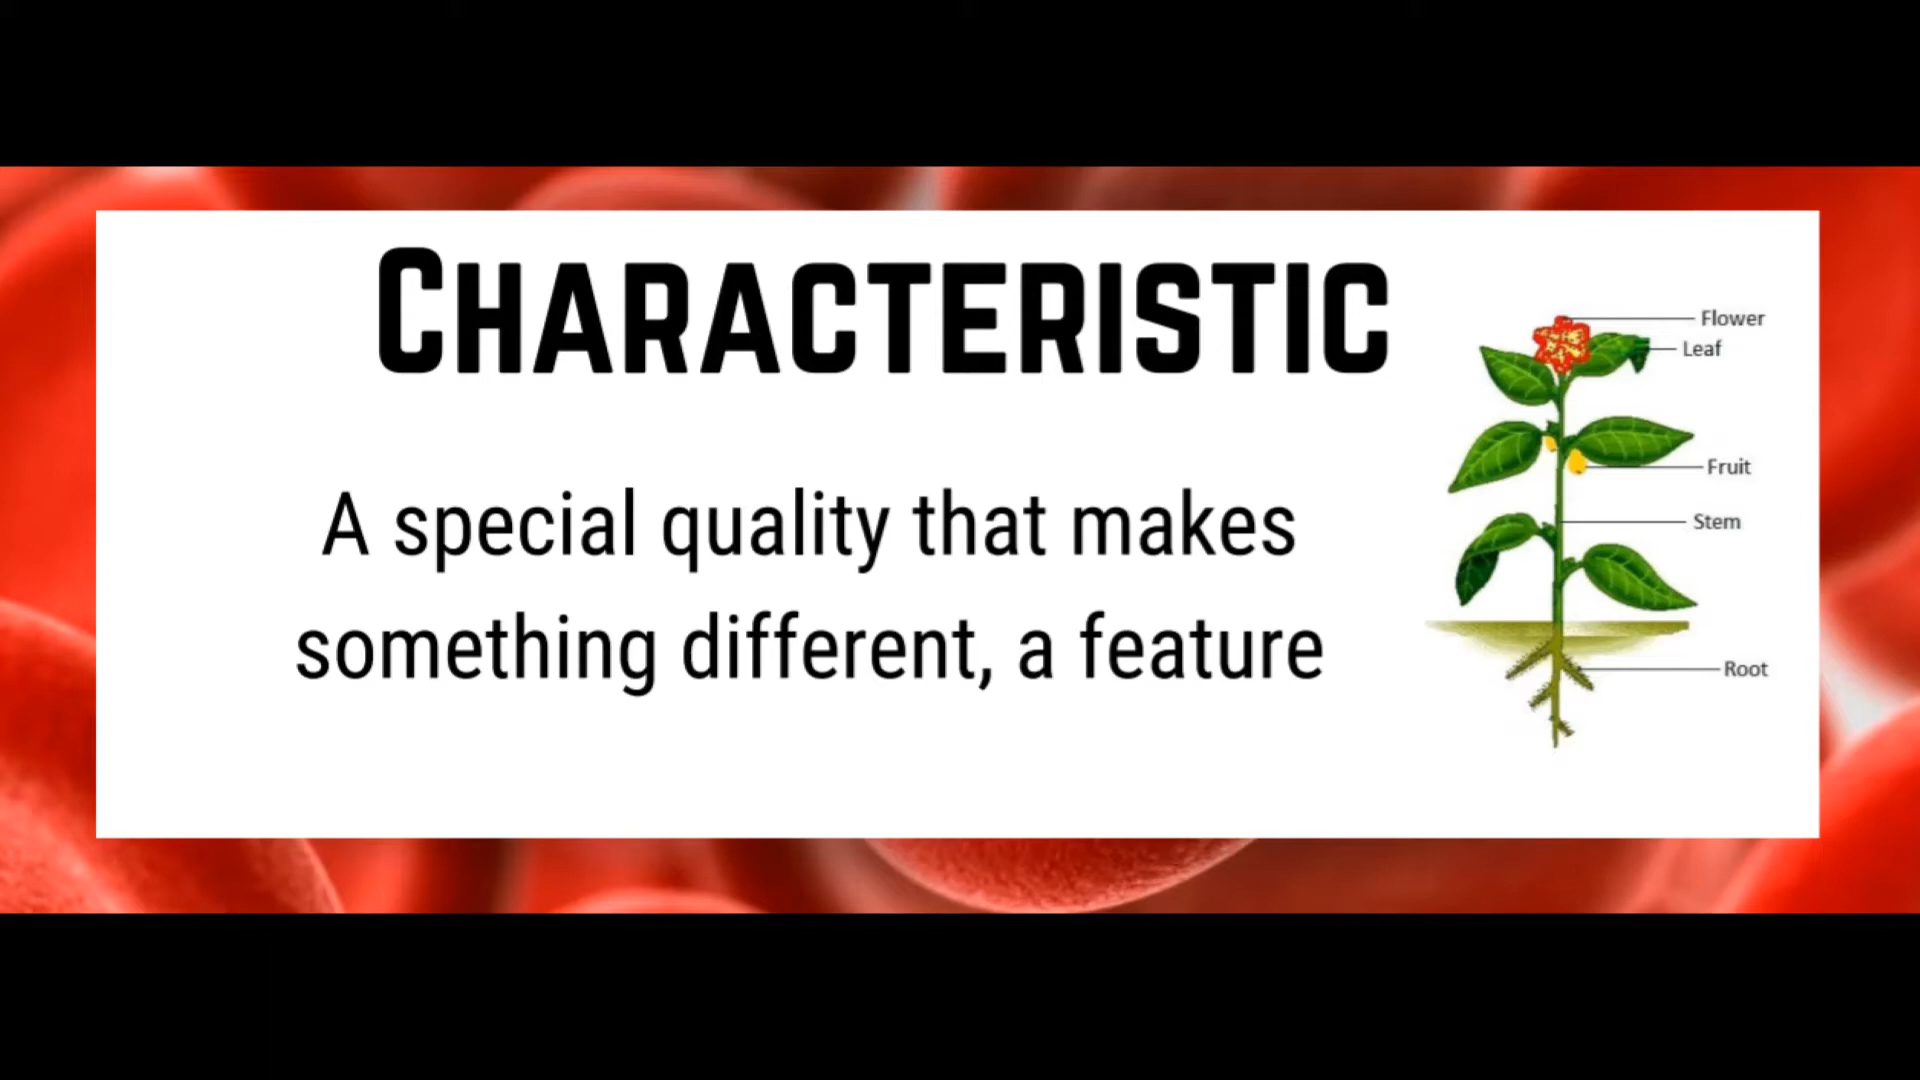 CHARACTERISTIC
A special quality that makes
something different, a feature
Flower
Leaf
Fruit
Stem
Root